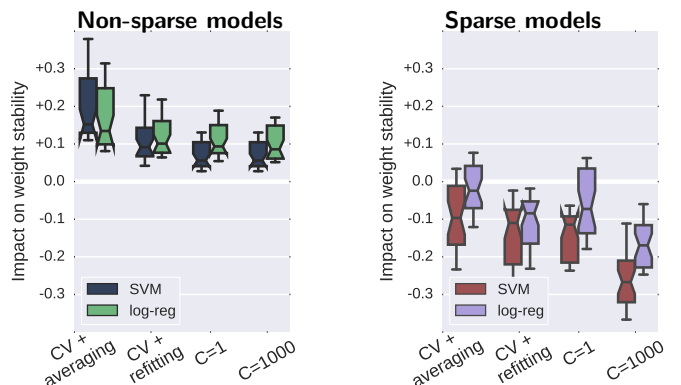 Non-sparse models
Impact on weight stability
+0.3
+0.2
+0.1
0.0
-0.1
-0.2
-0.3
SVM
log-reg
CV +
averaging
CV +
refitting
C=1
C=1000
Sparse models
Impact on weight stability
+0.3
+0.2
+0.1
0.0
-0.1
-0.2
-0.3
SVM
log-reg
CV +
averaging
CV +
refitting
C=1
C=1000